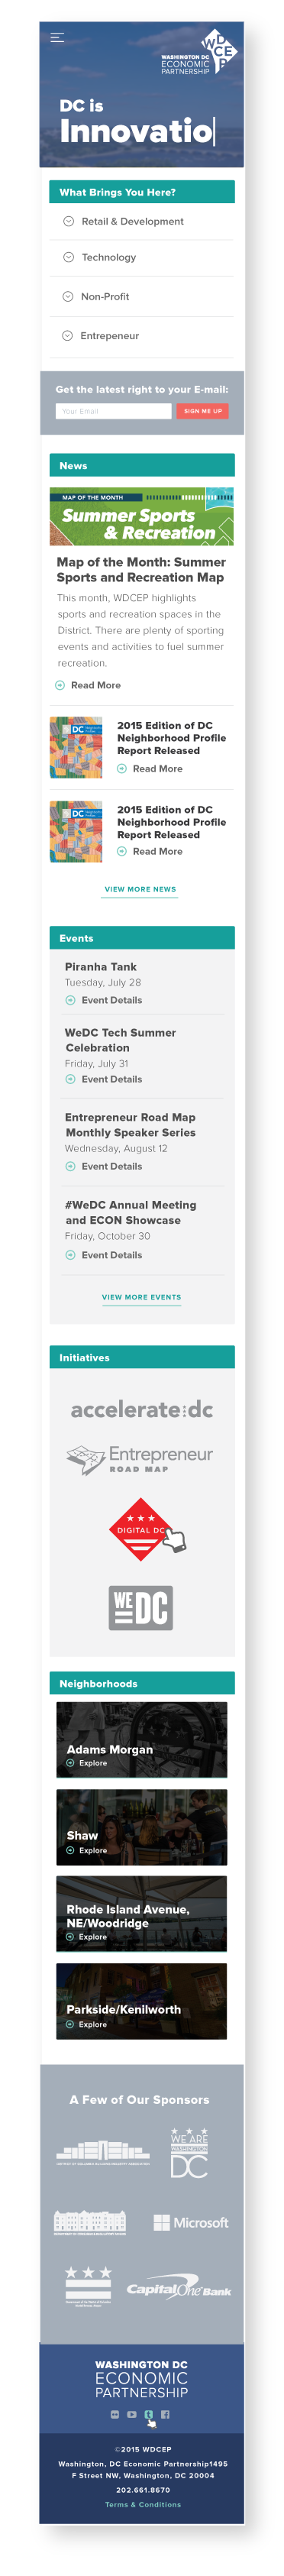 WDCEP
WASHINGTON DC
ECONOMIC
PARTNERSHIP
DC is
Innovatio
What Brings You Here?
Retail & Development
Technology
Non-Profit
Entrepeneur
Get the latest right to your E-mail:
Your Email
SIGN ME UP
News
MAP OF THE MONTH
Summer Sports
& Recreation
Map of the Month: Summer
Sports and Recreation Map
This month, WDCEP highlights
sports and recreation spaces in the
District. There are plenty of sporting
events and activities to fuel summer
recreation.
Read More
DC
2015 Edition of DC
Neighborhood Profile
Report Released
Read More
DC
2015 Edition of DC
Neighborhood Profile
Report Released
Read More
VIEW MORE NEWS
Events
Piranha Tank
Tuesday, July 28
Event Details
WeDC Tech Summer
Celebration
Friday, July 31
Event Details
Entrepreneur Road Map
Monthly Speaker Series
Wednesday, August 12
Event Details
#WeDC Annual Meeting
and ECON Showcase
Friday, October 30
Event Details
VIEW MORE EVENTS
Initiatives
accelerate:dc
Entrepreneur
ROAD MAP
DIGITAL DC
WE DC
Neighborhoods
Adams Morgan
Explore
Shaw
Explore
Rhode Island Avenue,
NE/Woodridge
Explore
Parkside/Kenilworth
Explore
A Few of Our Sponsors
WE ARE
WASHINGTON
DC
Microsoft
Capital One Bank
WASHINGTON DC
ECONOMIC
PARTNERSHIP
©2015 WDCEP
Washington, DC Economic Partnership1495
F Street NW, Washington, DC 20004
202.661.8670
Terms & Conditions